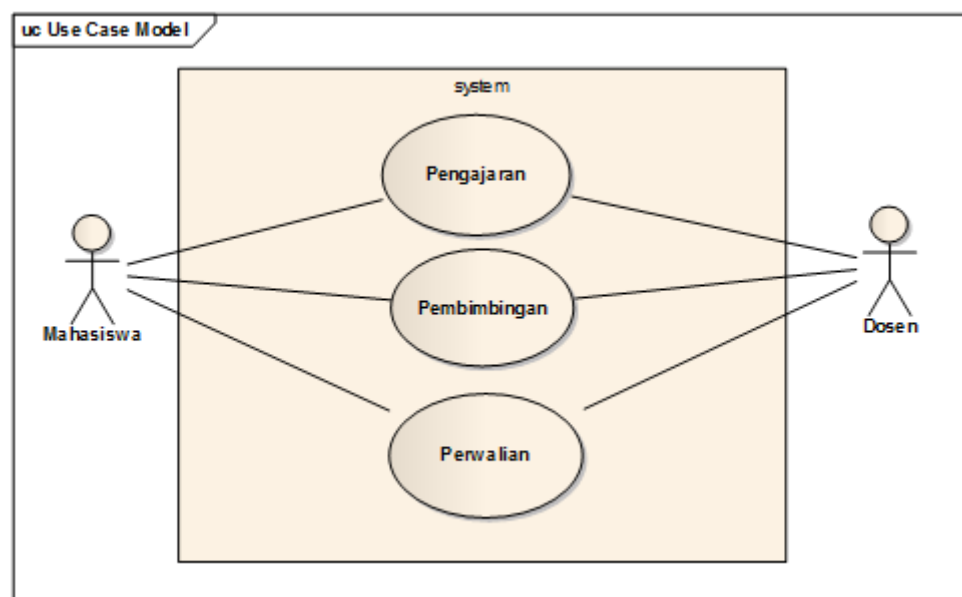 uc Use Case Model
system
Pengajaran
Pembimbingan
Mahasiswa
Dosen
Perwalian